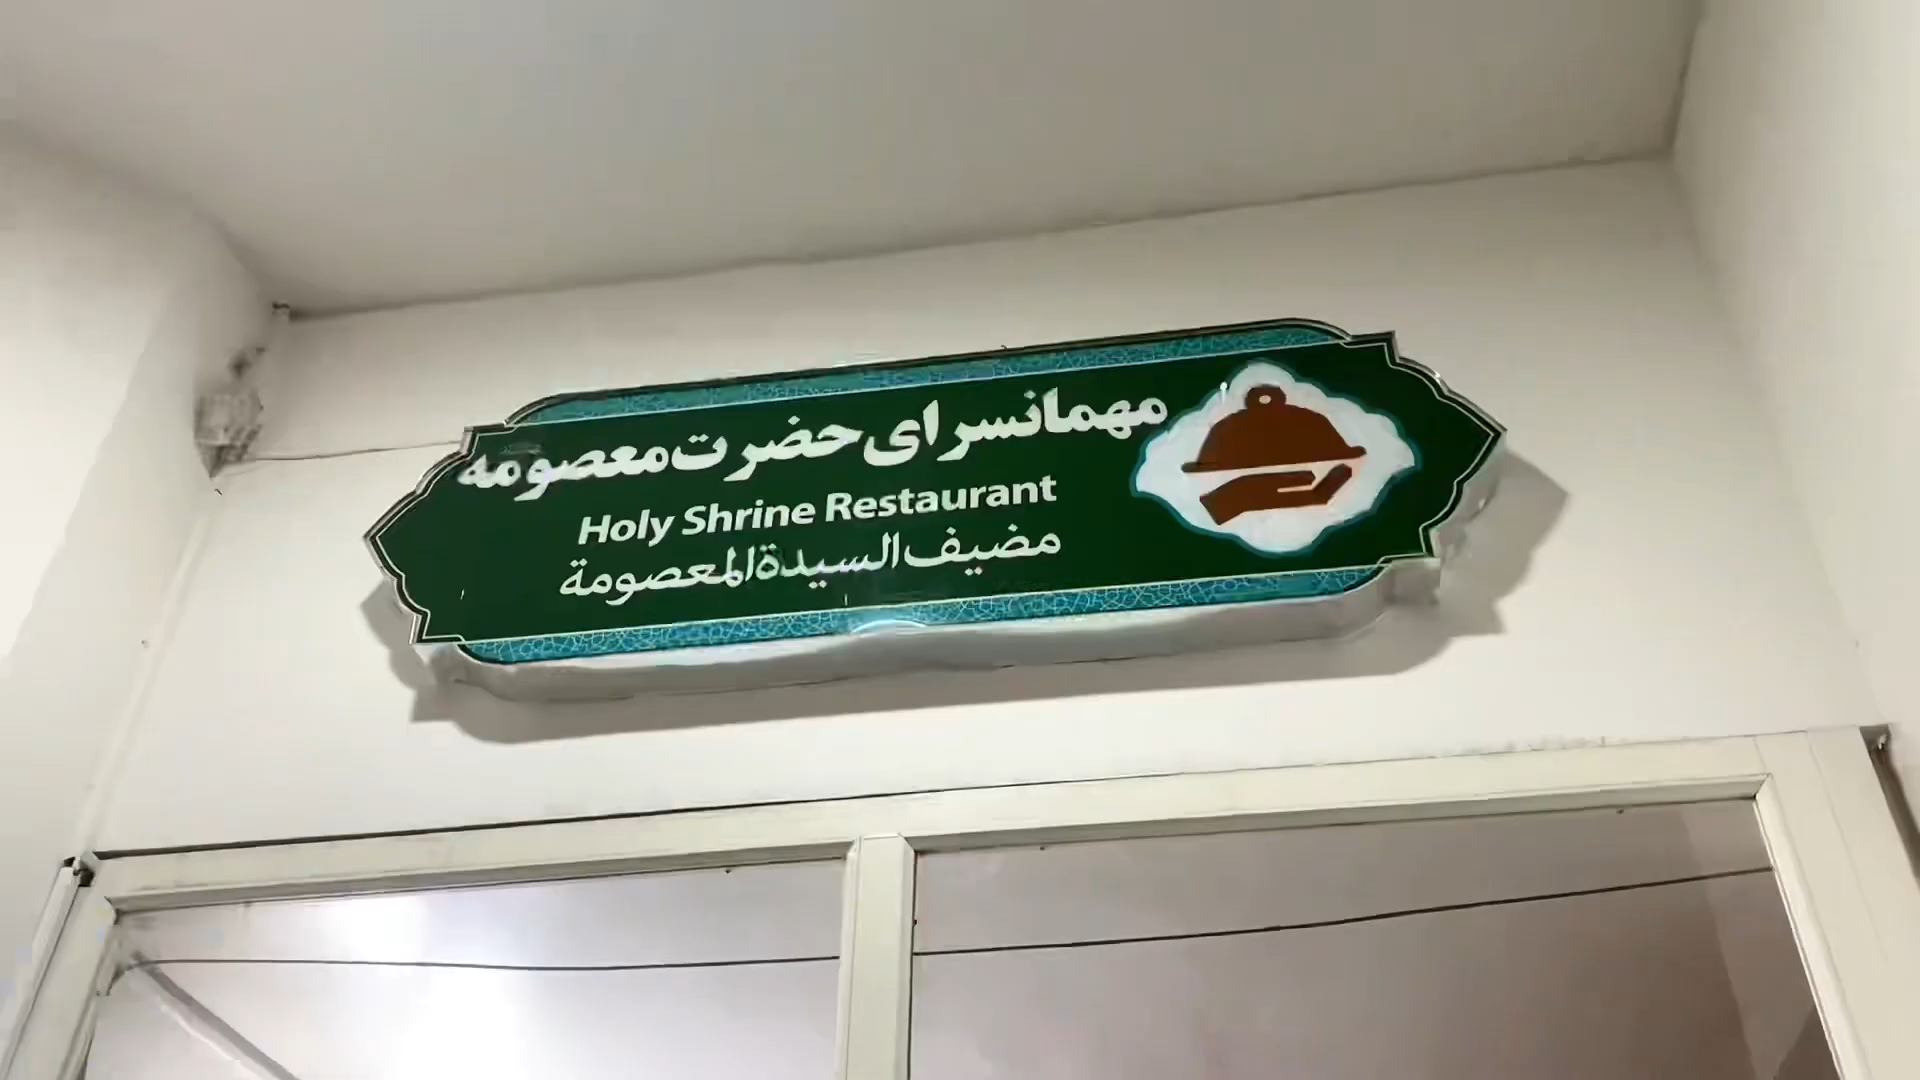 مهمانسرای حضرت معصومه
Holy Shrine Restaurant
مضيف السيدة المعصومة